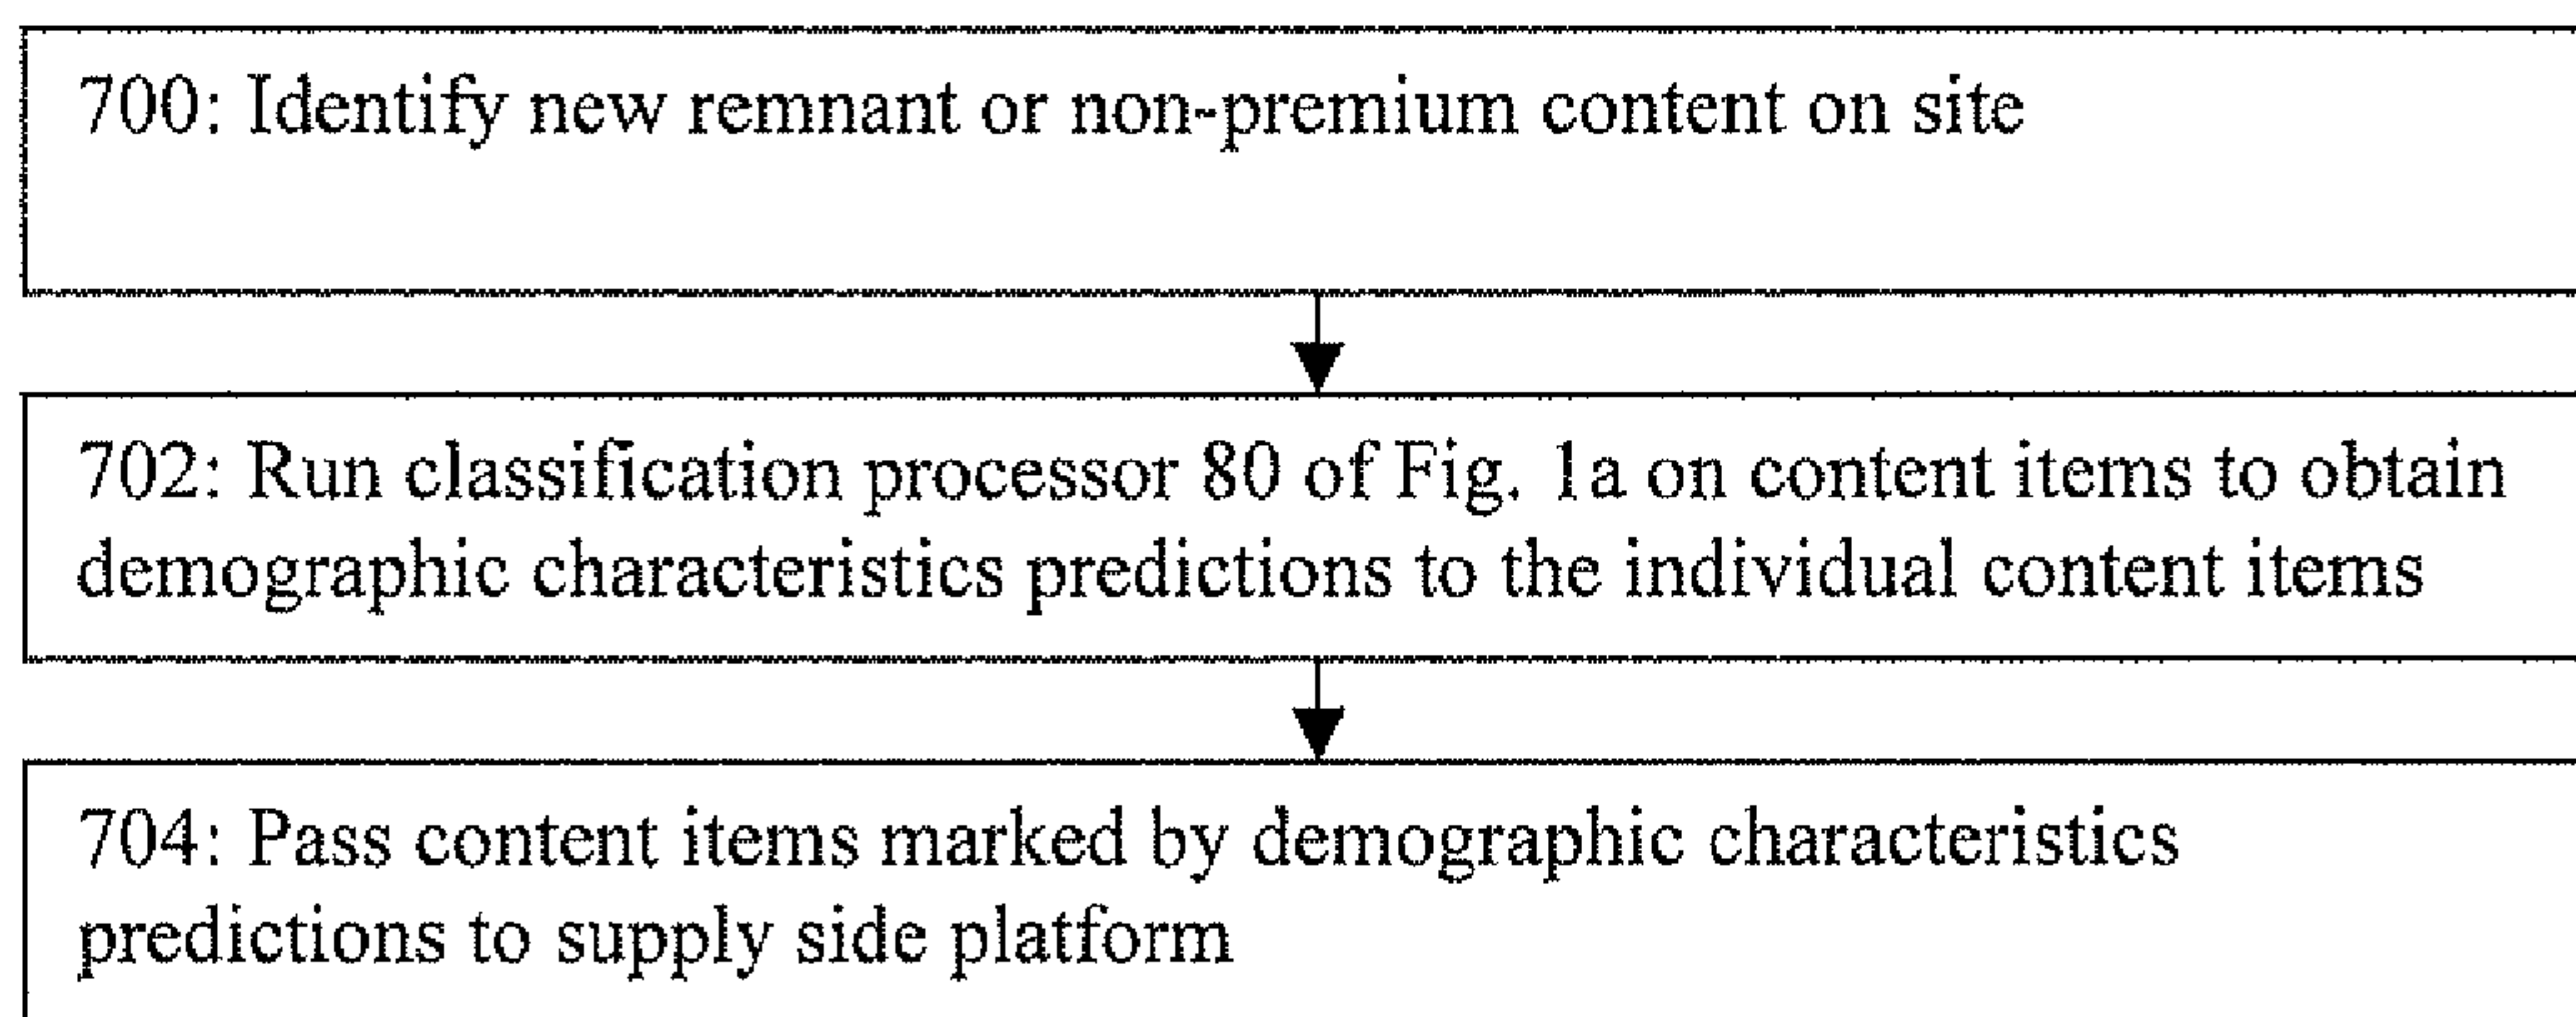 700: Identify new remnant or non-premium content on site
702: Run classification processor 80 of Fig. 1a on content items to obtain
demographic characteristics predictions to the individual content items
704: Pass content items marked by demographic characteristics
predictions to supply side platform